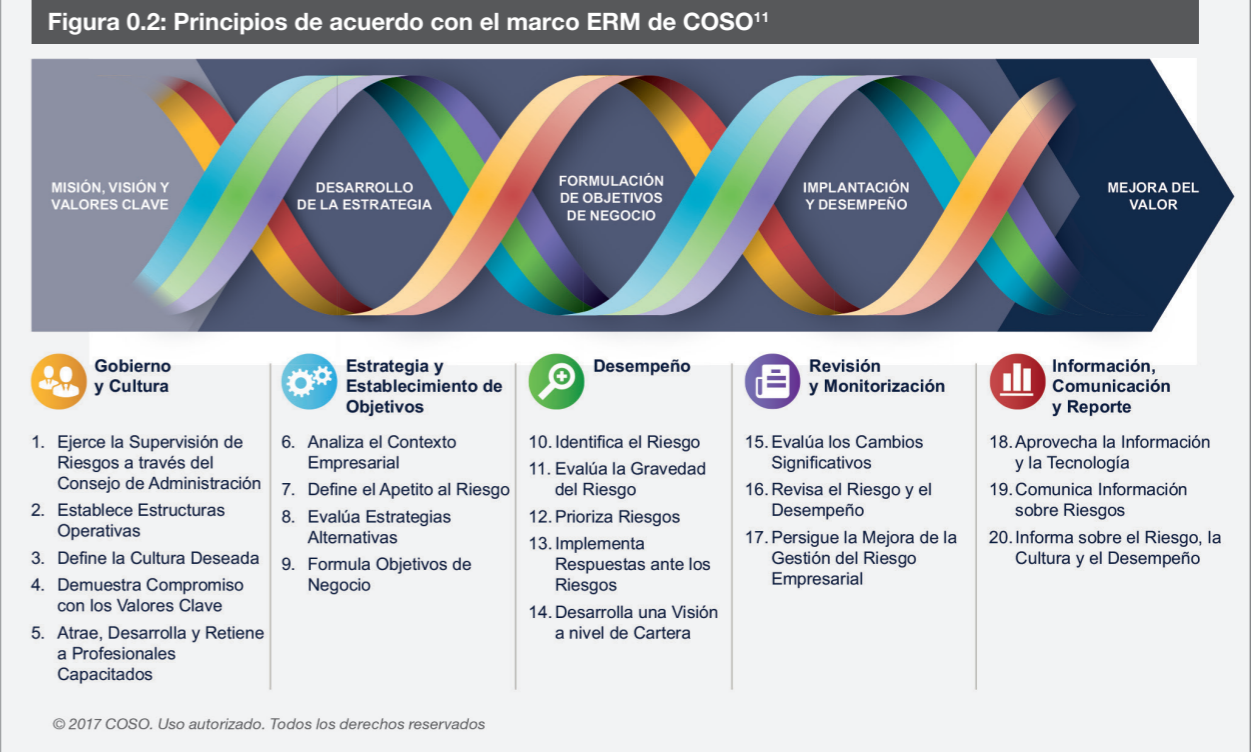 Figura 0.2: Principios de acuerdo con el marco ERM de COSO¹¹
MISIÓN, VISIÓN Y
VALORES CLAVE
DESARROLLO
DE LA ESTRATEGIA
FORMULACIÓN
DE OBJETIVOS
DE NEGOCIO
IMPLANTACIÓN
Y DESEMPEÑO
MEJORA DEL
VALOR
Gobierno
y Cultura
1. Ejerce la Supervisión de
Riesgos a través del
Consejo de Administración
2. Establece Estructuras
Operativas
3. Define la Cultura Deseada
4. Demuestra Compromiso
con los Valores Clave
5. Atrae, Desarrolla y Retiene
a Profesionales
Capacitados
Estrategia y
Establecimiento de
Objetivos
6. Analiza el Contexto
Empresarial
7. Define el Apetito al Riesgo
8. Evalúa Estrategias
Alternativas
9. Formula Objetivos de
Negocio
Desempeño
10. Identifica el Riesgo
11. Evalúa la Gravedad
del Riesgo
12. Prioriza Riesgos
13. Implementa
Respuestas ante los
Riesgos
14. Desarrolla una Visión
a nivel de Cartera
Revisión
y Monitorización
15. Evalúa los Cambios
Significativos
16. Revisa el Riesgo y el
Desempeño
17. Persigue la Mejora de la
Gestión del Riesgo
Empresarial
Información,
Comunicación
y Reporte
18. Aprovecha la Información
y la Tecnología
19. Comunica Información
sobre Riesgos
20. Informa sobre el Riesgo, la
Cultura y el Desempeño
© 2017 COSO. Uso autorizado. Todos los derechos reservados